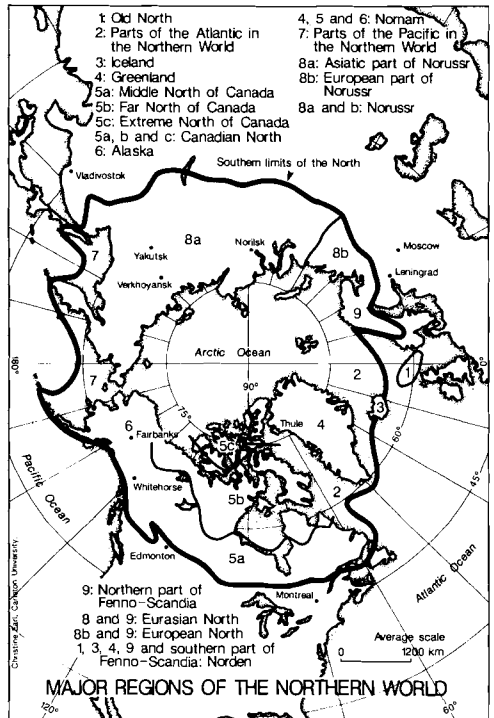 1: Old North
2: Parts of the Atlantic in
the Northern World
3: Iceland
4: Greenland
5a: Middle North of Canada
5b: Far North of Canada
5c: Extreme North of Canada
5a, b and c: Canadian North
6: Alaska
4, 5 and 6: Nornam
7: Parts of the Pacific in
the Northern World
8a: Asiatic part of Norussr
8b: European part of
Norussr
8a and b: Norussr
Southern limits of the North
Vladivostok
8a
Norilsk
8b
Moscow
Yakutsk
Leningrad
7
Verkhoyansk
9
Arctic Ocean
180°
2
1
0°
90°
7
3
75°
4
60°
6
Fairbanks
Thule
5c
45°
Pacific
Ocean
Whitehorse
5b
2
Edmonton
5a
Atlantic Ocean
Montreal
9: Northern part of
Fenno-Scandia
8 and 9: Eurasian North
8b and 9: European North
1, 3, 4, 9 and southern part of
Fenno-Scandia: Norden
Average scale
0 1200 km
Christine Earl, Carleton University
MAJOR REGIONS OF THE NORTHERN WORLD
120°
60°